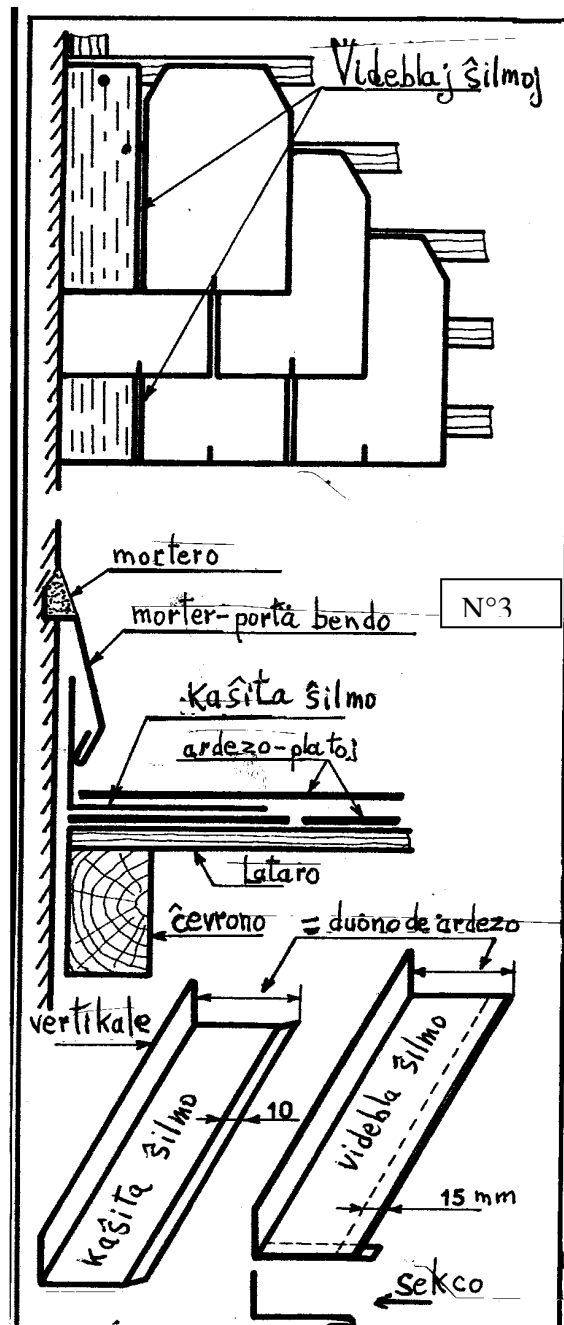 Videblaj ŝilmoj
mortero
N°3
morter-porta bendo
kaŝita ŝilmo
ardezo-platoj
Lataro
ĉevrono
= duono de ardezo
vertikale
kaŝita ŝilmo
10
videbla ŝilmo
15 mm
sekco